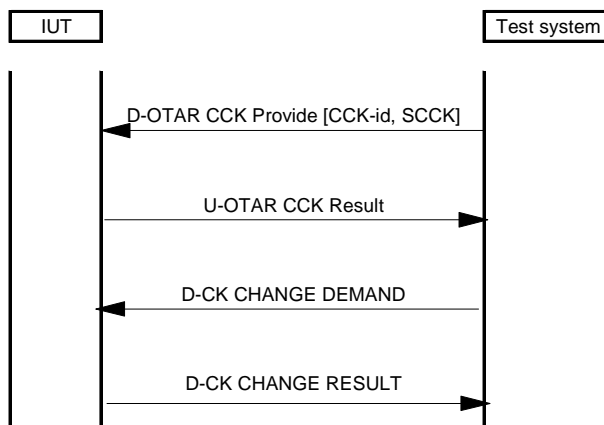 IUT
Test system
D-OTAR CCK Provide [CCK-id, SCCK]
U-OTAR CCK Result
D-CK CHANGE DEMAND
D-CK CHANGE RESULT